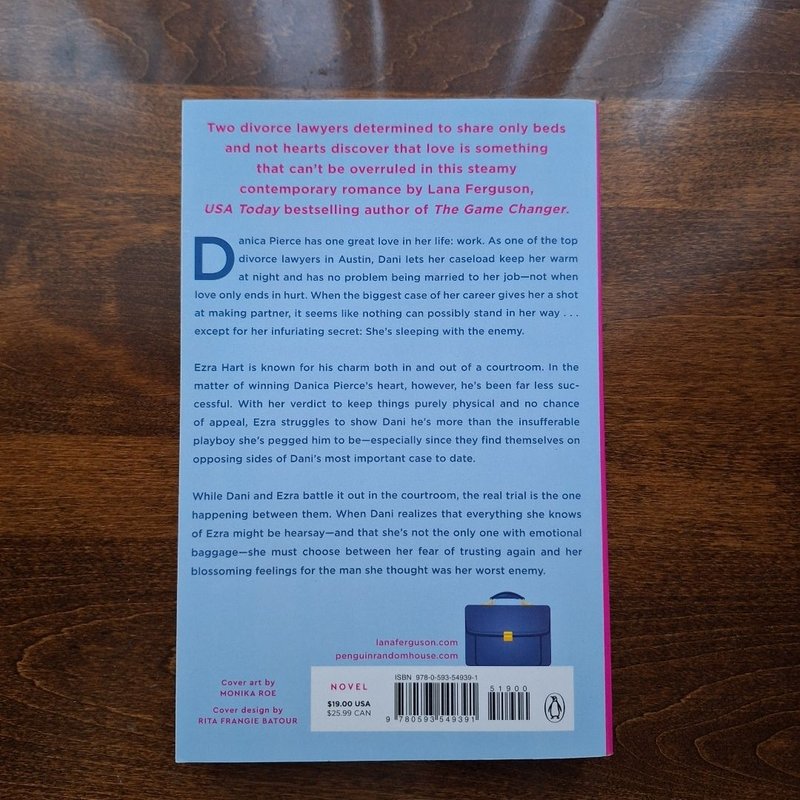 Two divorce lawyers determined to share only beds
and not hearts discover that love is something
that can't be overruled in this steamy
contemporary romance by Lana Ferguson,
USA Today bestselling author of The Game Changer.
Danica Pierce has one great love in her life: work. As one of the top
divorce lawyers in Austin, Dani lets her caseload keep her warm
at night and has no problem being married to her job—not when
love only ends in hurt. When the biggest case of her career gives her a shot
at making partner, it seems like nothing can possibly stand in her way . . .
except for her infuriating secret: She's sleeping with the enemy.
Ezra Hart is known for his charm both in and out of a courtroom. In the
matter of winning Danica Pierce's heart, however, he's been far less suc-
cessful. With her verdict to keep things purely physical and no chance
of appeal, Ezra struggles to show Dani he's more than the insufferable
playboy she's pegged him to be—especially since they find themselves on
opposing sides of Dani's most important case to date.
While Dani and Ezra battle it out in the courtroom, the real trial is the one
happening between them. When Dani realizes that everything she knows
of Ezra might be hearsay—and that she's not the only one with emotional
baggage—she must choose between her fear of trusting again and her
blossoming feelings for the man she thought was her worst enemy.
lanaferguson.com
penguinrandomhouse.com
Cover art by
MONIKA ROE
Cover design by
RITA FRANGIE BATOUR
NOVEL
$19.00 USA
$25.99 CAN
ISBN 978-0-593-54939-1
51900
9 780593 549391